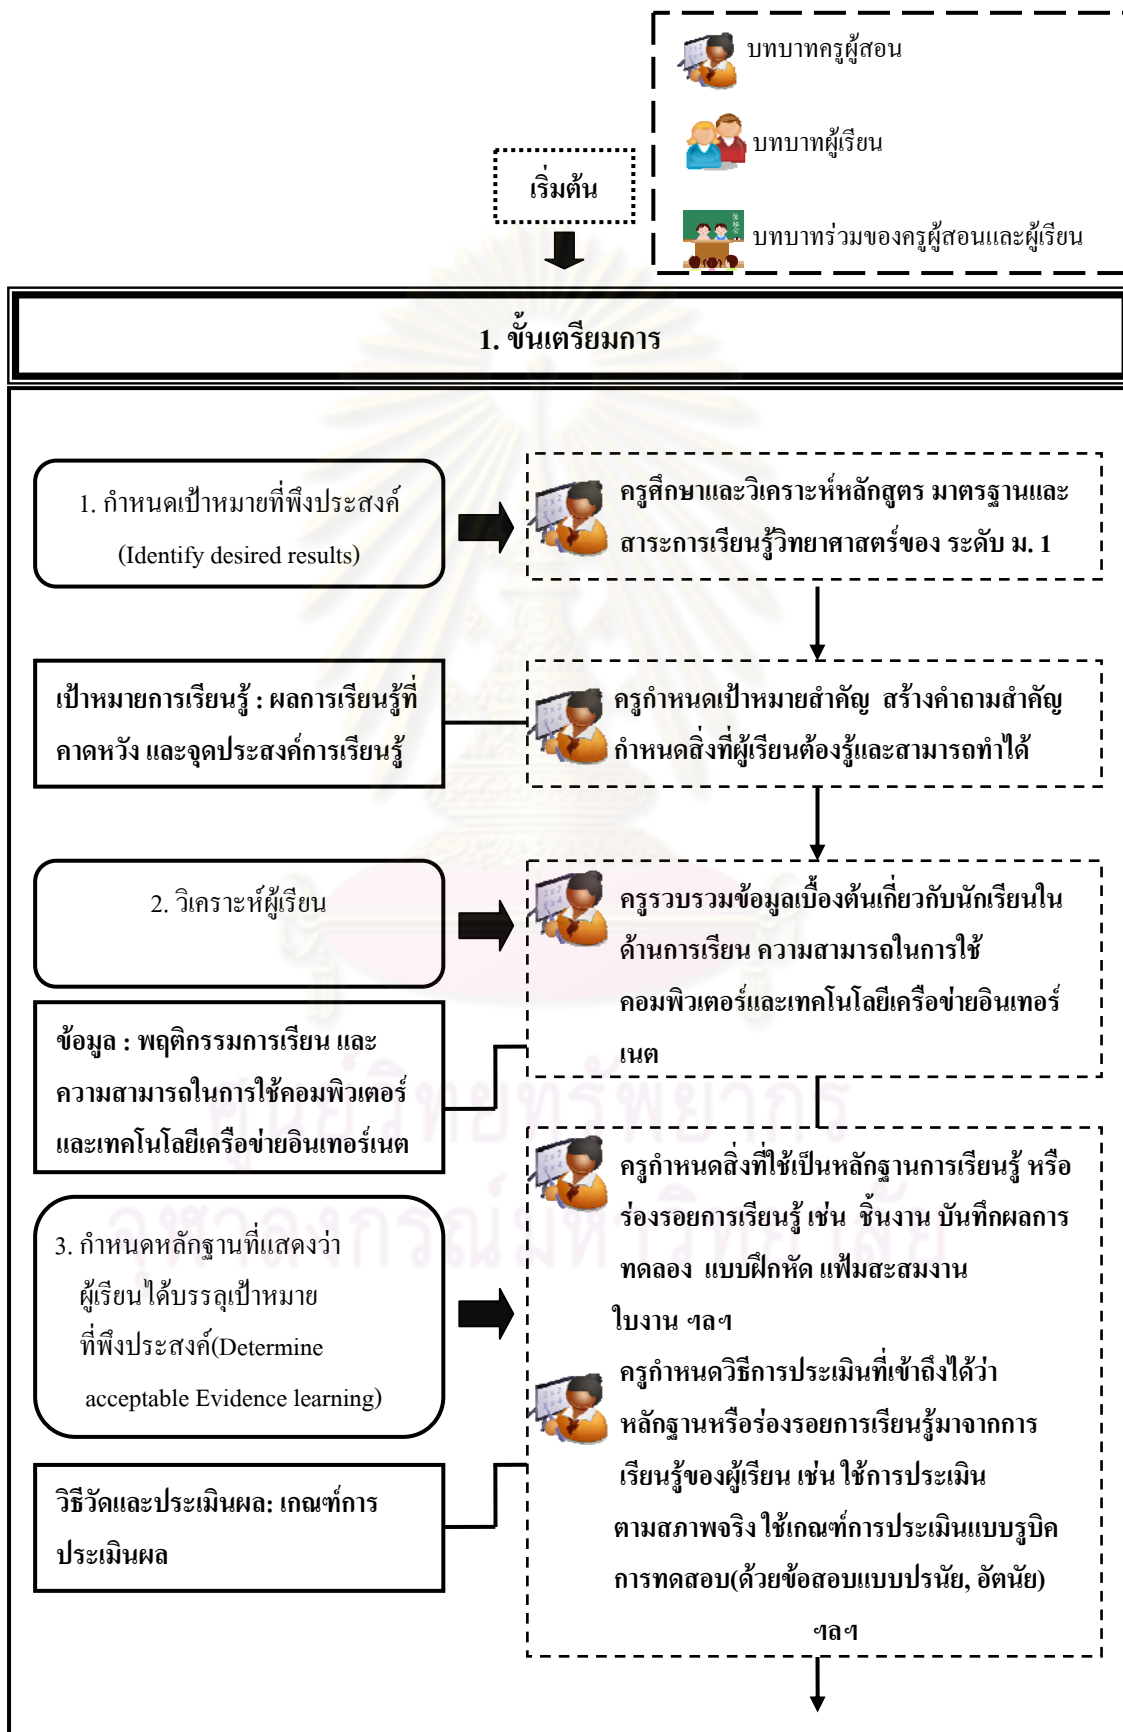 บทบาทครูผู้สอน
บทบาทผู้เรียน
บทบาทร่วมของครูผู้สอนและผู้เรียน
เริ่มต้น
1. ขั้นเตรียมการ
1. กำหนดเป้าหมายที่พึงประสงค์
(Identify desired results)
ครูศึกษาและวิเคราะห์หลักสูตร มาตรฐานและ
สาระการเรียนรู้วิทยาศาสตร์ของ ระดับ ม. 1
เป้าหมายการเรียนรู้ : ผลการเรียนรู้ที่
คาดหวัง และจุดประสงค์การเรียนรู้
ครูกำหนดเป้าหมายสำคัญ สร้างคำถามสำคัญ
กำหนดสิ่งที่ผู้เรียนต้องรู้และสามารถทำได้
2. วิเคราะห์ผู้เรียน
ครูรวบรวมข้อมูลเบื้องต้นเกี่ยวกับนักเรียนใน
ด้านการเรียน ความสามารถในการใช้
คอมพิวเตอร์และเทคโนโลยีเครือข่ายอินเทอร์
เนต
ข้อมูล : พฤติกรรมการเรียน และ
ความสามารถในการใช้คอมพิวเตอร์
และเทคโนโลยีเครือข่ายอินเทอร์เนต
3. กำหนดหลักฐานที่แสดงว่า
ผู้เรียนได้บรรลุเป้าหมาย
ที่พึงประสงค์(Determine
acceptable Evidence learning)
ครูกำหนดสิ่งที่ใช้เป็นหลักฐานการเรียนรู้ หรือ
ร่องรอยการเรียนรู้ เช่น ชิ้นงาน บันทึกผลการ
ทดลอง แบบฝึกหัด แฟ้มสะสมงาน
ใบงาน ฯลฯ
ครูกำหนดวิธีการประเมินที่เข้าถึงได้ว่า
หลักฐานหรือร่องรอยการเรียนรู้มาจากการ
เรียนรู้ของผู้เรียน เช่น ใช้การประเมิน
ตามสภาพจริง ใช้เกณฑ์การประเมินแบบรูบิค
การทดสอบ(ด้วยข้อสอบแบบปรนัย, อัตนัย)
ฯลฯ
วิธีวัดและประเมินผล: เกณฑ์การ
ประเมินผล
ศูนย์วิทยทรัพยากร
จุฬาลงกรณ์มหาวิทยาลัย